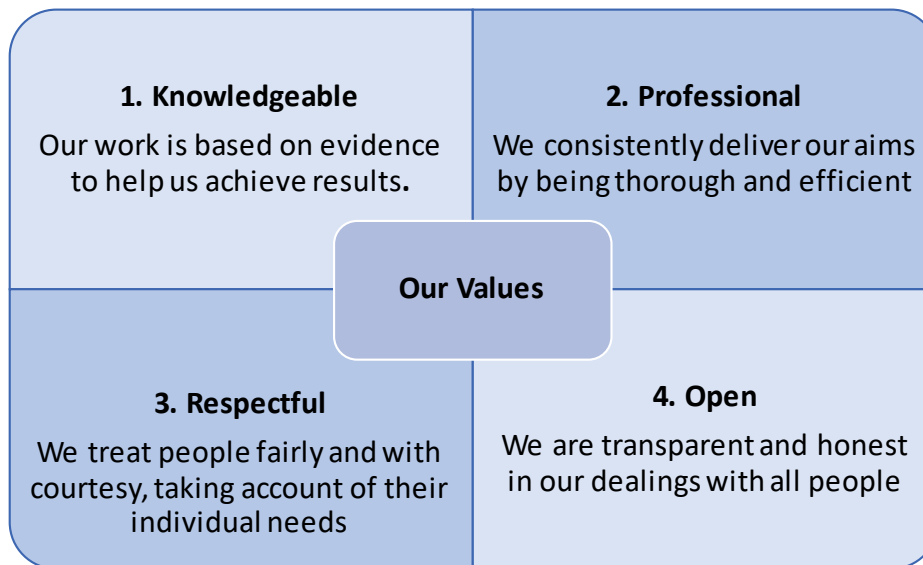 1. Knowledgeable
Our work is based on evidence
to help us achieve results.
2. Professional
We consistently deliver our aims
by being thorough and efficient
Our Values
3. Respectful
We treat people fairly and with
courtesy, taking account of their
individual needs
4. Open
We are transparent and honest
in our dealings with all people